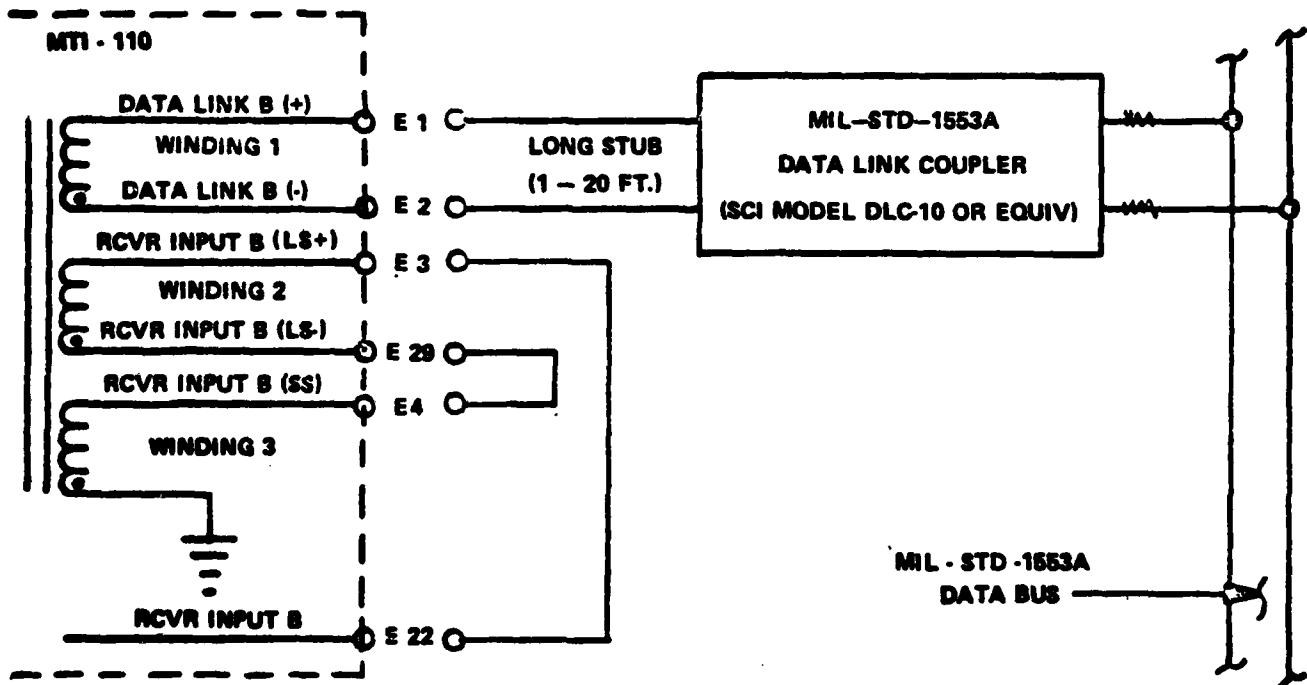 MTI - 110
DATA LINK B (+)
E 1
WINDING 1
DATA LINK B (-)
E 2
LONG STUB
(1 – 20 FT.)
MIL–STD–1553A
DATA LINK COUPLER
(SCI MODEL DLC-10 OR EQUIV)
RCVR INPUT B (LS+)
E 3
WINDING 2
RCVR INPUT B (LS-)
E 29
RCVR INPUT B (SS)
E4
WINDING 3
MIL - STD -1553A
DATA BUS
RCVR INPUT B
E 22